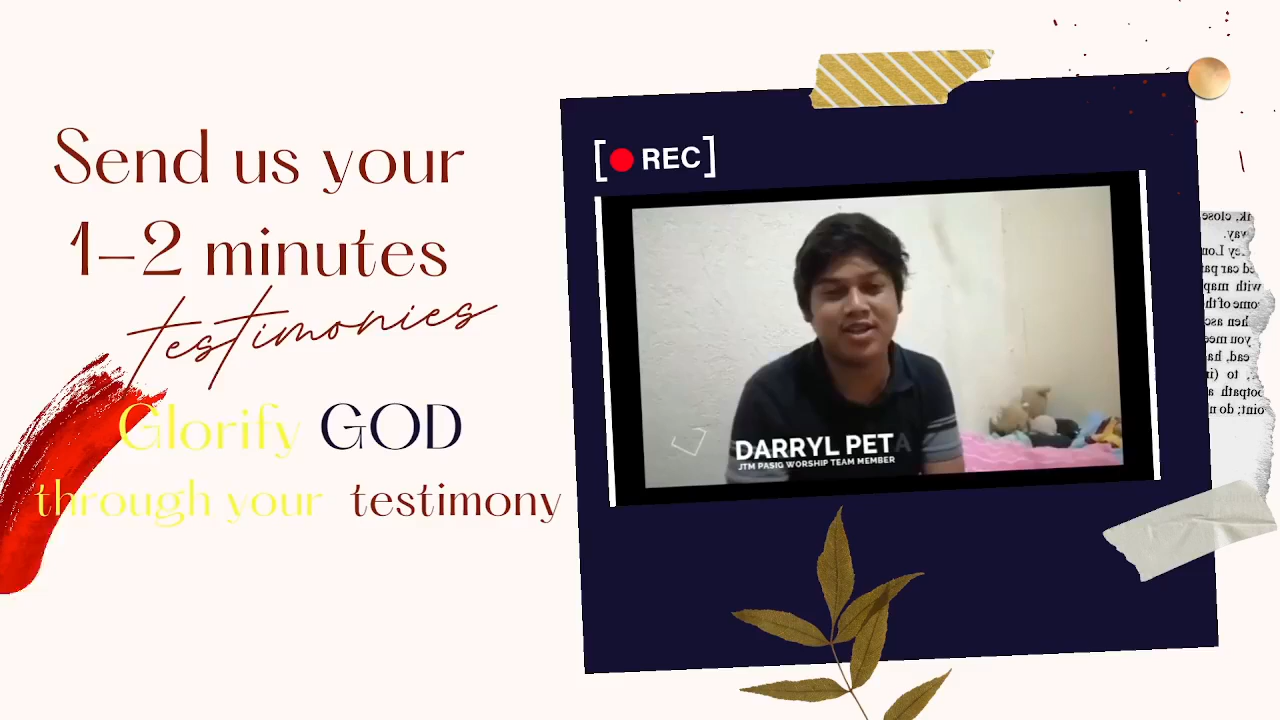 Send us your
1–2 minutes
testimonies
Glorify GOD
through your testimony
[● REC]
DARRYL PETA
JTM PASIG WORSHIP TEAM MEMBER